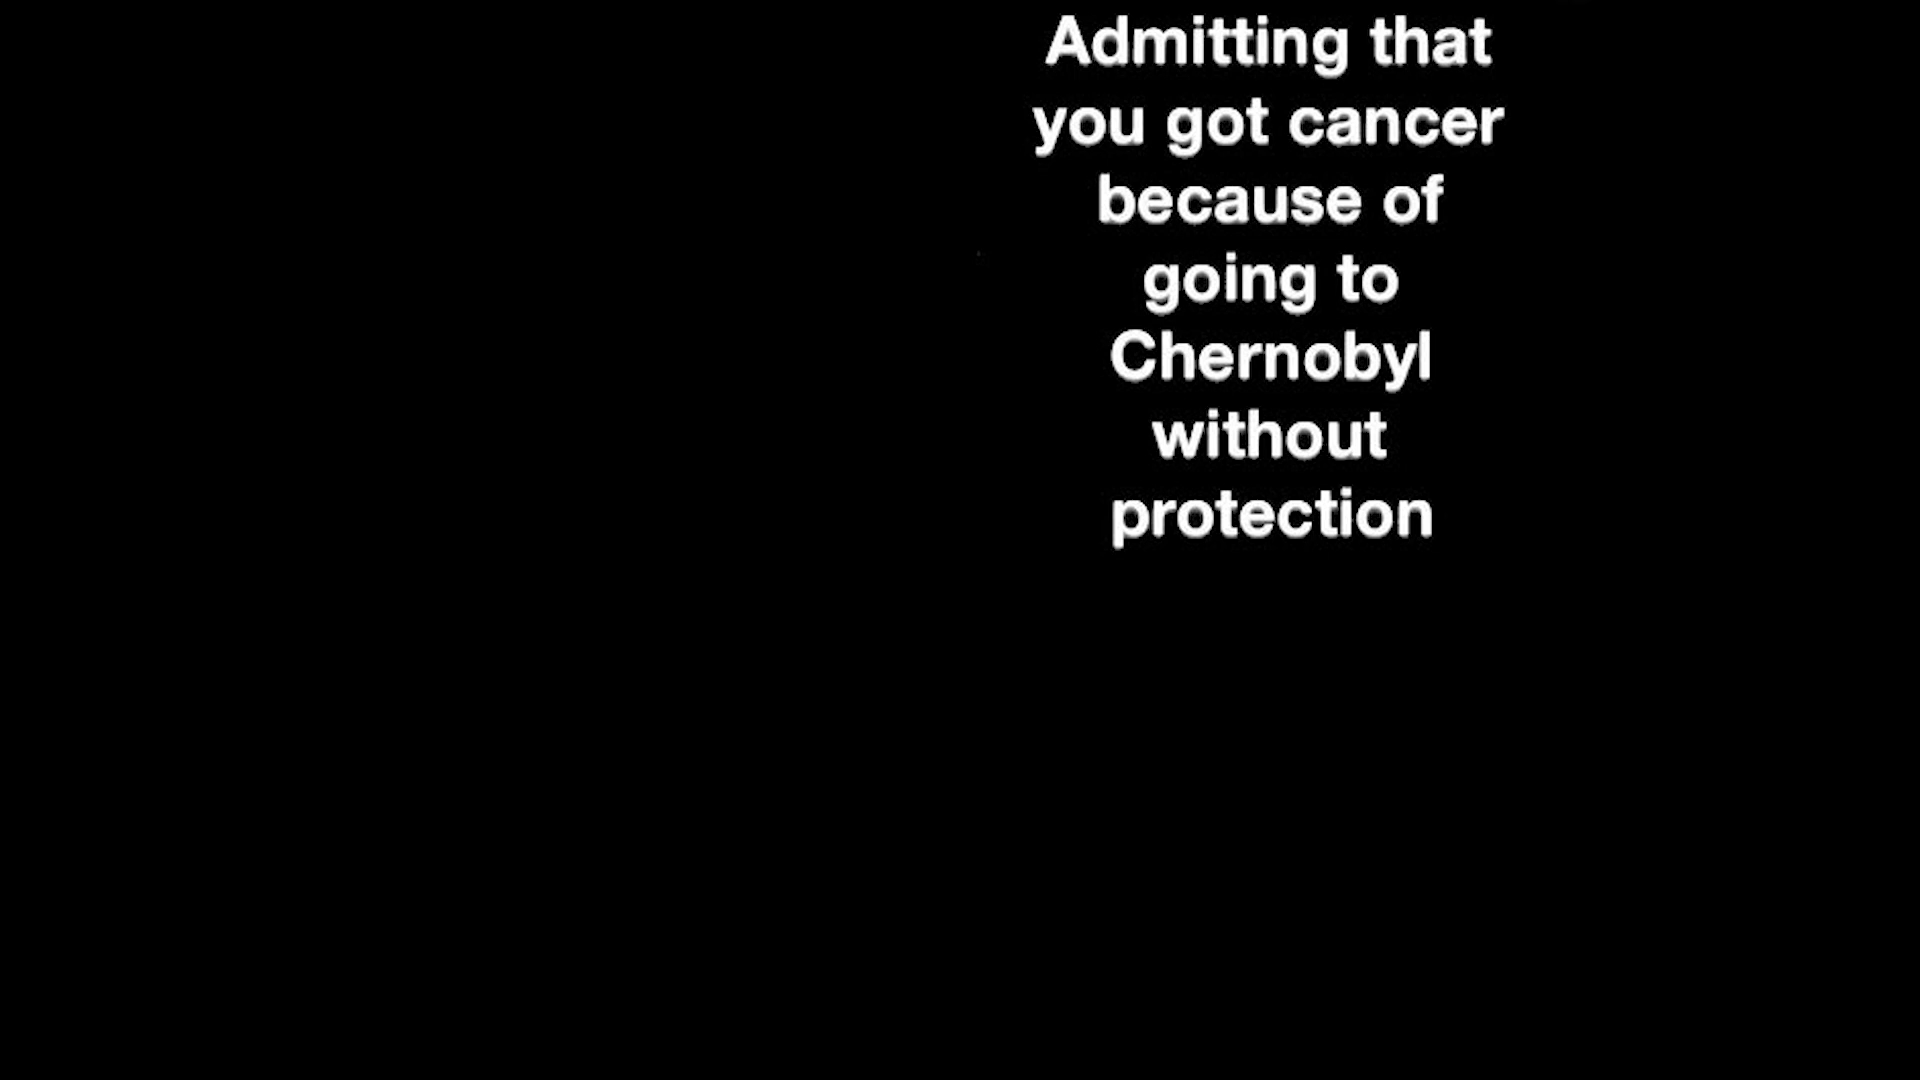 Admitting that
you got cancer
because of
going to
Chernobyl
without
protection